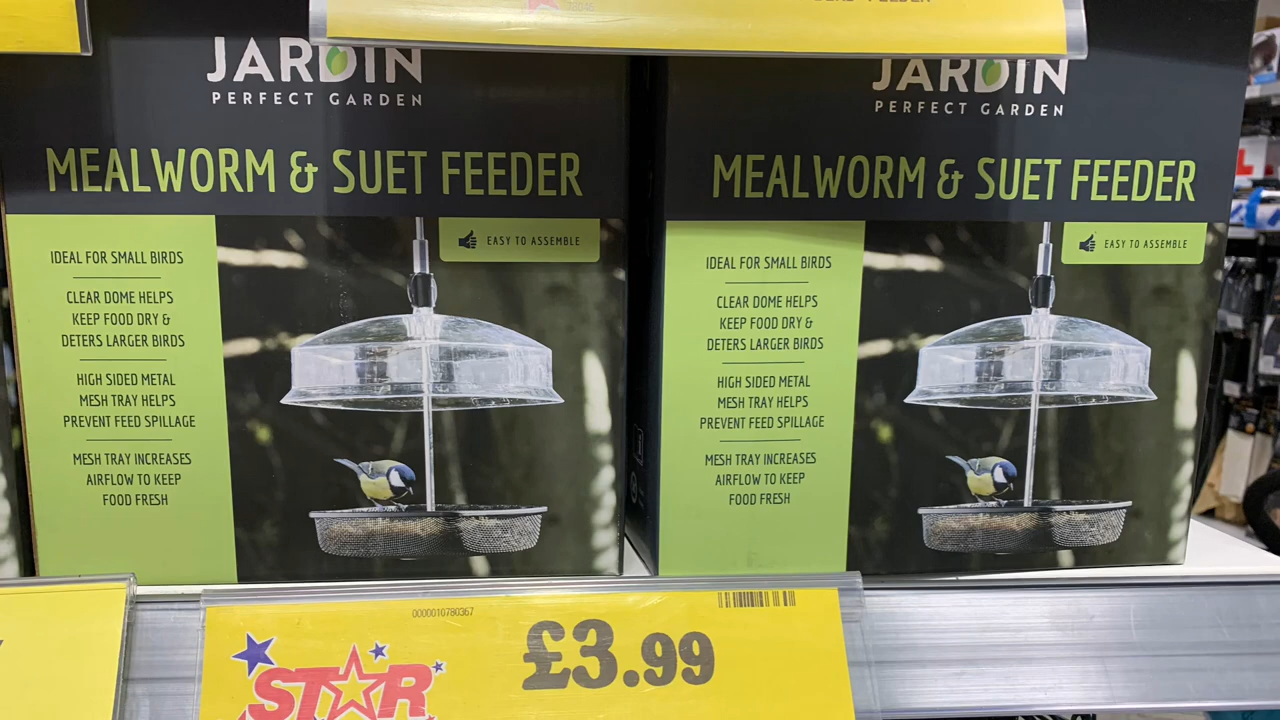 JARDIN
PERFECT GARDEN
MEALWORM & SUET FEEDER
EASY TO ASSEMBLE
IDEAL FOR SMALL BIRDS
CLEAR DOME HELPS
KEEP FOOD DRY &
DETERS LARGER BIRDS
HIGH SIDED METAL
MESH TRAY HELPS
PREVENT FEED SPILLAGE
MESH TRAY INCREASES
AIRFLOW TO KEEP
FOOD FRESH
JARDIN
PERFECT GARDEN
MEALWORM & SUET FEEDER
EASY TO ASSEMBLE
IDEAL FOR SMALL BIRDS
CLEAR DOME HELPS
KEEP FOOD DRY &
DETERS LARGER BIRDS
HIGH SIDED METAL
MESH TRAY HELPS
PREVENT FEED SPILLAGE
MESH TRAY INCREASES
AIRFLOW TO KEEP
FOOD FRESH
0000010780367
STAR
£3.99